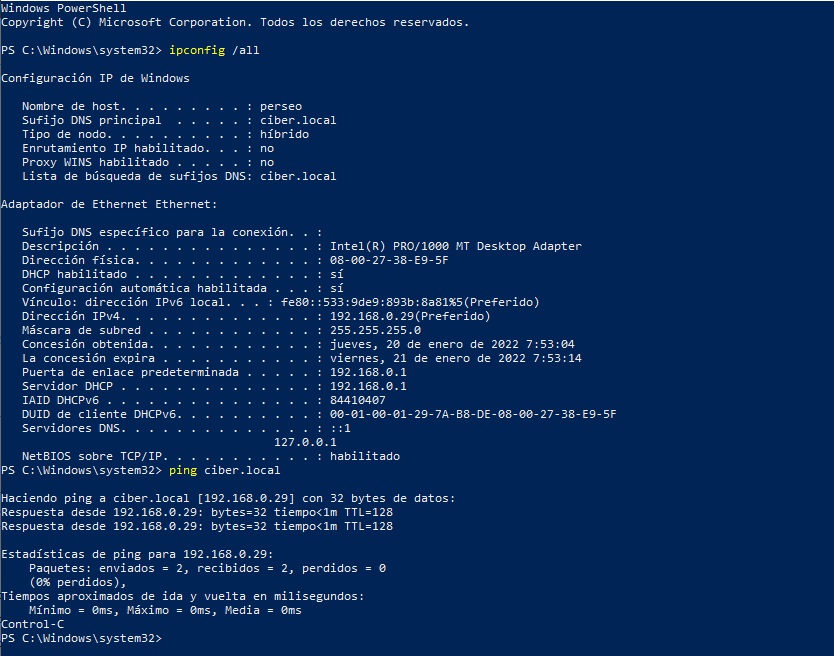 Windows PowerShell
Copyright (C) Microsoft Corporation. Todos los derechos reservados.
PS C:\Windows\system32> ipconfig /all
Configuración IP de Windows
Nombre de host. . . . . . . . . : perseo
Sufijo DNS principal  . . . . . : ciber.local
Tipo de nodo. . . . . . . . . . : híbrido
Enrutamiento IP habilitado. . . : no
Proxy WINS habilitado . . . . . : no
Lista de búsqueda de sufijos DNS: ciber.local
Adaptador de Ethernet Ethernet:
Sufijo DNS específico para la conexión. . :
Descripción . . . . . . . . . . . . . . . : Intel(R) PRO/1000 MT Desktop Adapter
Dirección física. . . . . . . . . . . . . : 08-00-27-38-E9-5F
DHCP habilitado . . . . . . . . . . . . . : sí
Configuración automática habilitada . . . : sí
Vínculo: dirección IPv6 local. . . : fe80::533:9de9:893b:8a81%5(Preferido)
Dirección IPv4. . . . . . . . . . . . . . : 192.168.0.29(Preferido)
Máscara de subred . . . . . . . . . . . . : 255.255.255.0
Concesión obtenida. . . . . . . . . . . . : jueves, 20 de enero de 2022 7:53:04
La concesión expira . . . . . . . . . . . : viernes, 21 de enero de 2022 7:53:14
Puerta de enlace predeterminada . . . . . : 192.168.0.1
Servidor DHCP . . . . . . . . . . . . . . : 192.168.0.1
IAID DHCPv6 . . . . . . . . . . . . . . . : 84410407
DUID de cliente DHCPv6. . . . . . . . . . : 00-01-00-01-29-7A-B8-DE-08-00-27-38-E9-5F
Servidores DNS. . . . . . . . . . . . . . : ::1
127.0.0.1
NetBIOS sobre TCP/IP. . . . . . . . . . . : habilitado
PS C:\Windows\system32> ping ciber.local
Haciendo ping a ciber.local [192.168.0.29] con 32 bytes de datos:
Respuesta desde 192.168.0.29: bytes=32 tiempo<1m TTL=128
Respuesta desde 192.168.0.29: bytes=32 tiempo<1m TTL=128
Estadísticas de ping para 192.168.0.29:
Paquetes: enviados = 2, recibidos = 2, perdidos = 0
(0% perdidos),
Tiempos aproximados de ida y vuelta en milisegundos:
Mínimo = 0ms, Máximo = 0ms, Media = 0ms
Control-C
PS C:\Windows\system32>